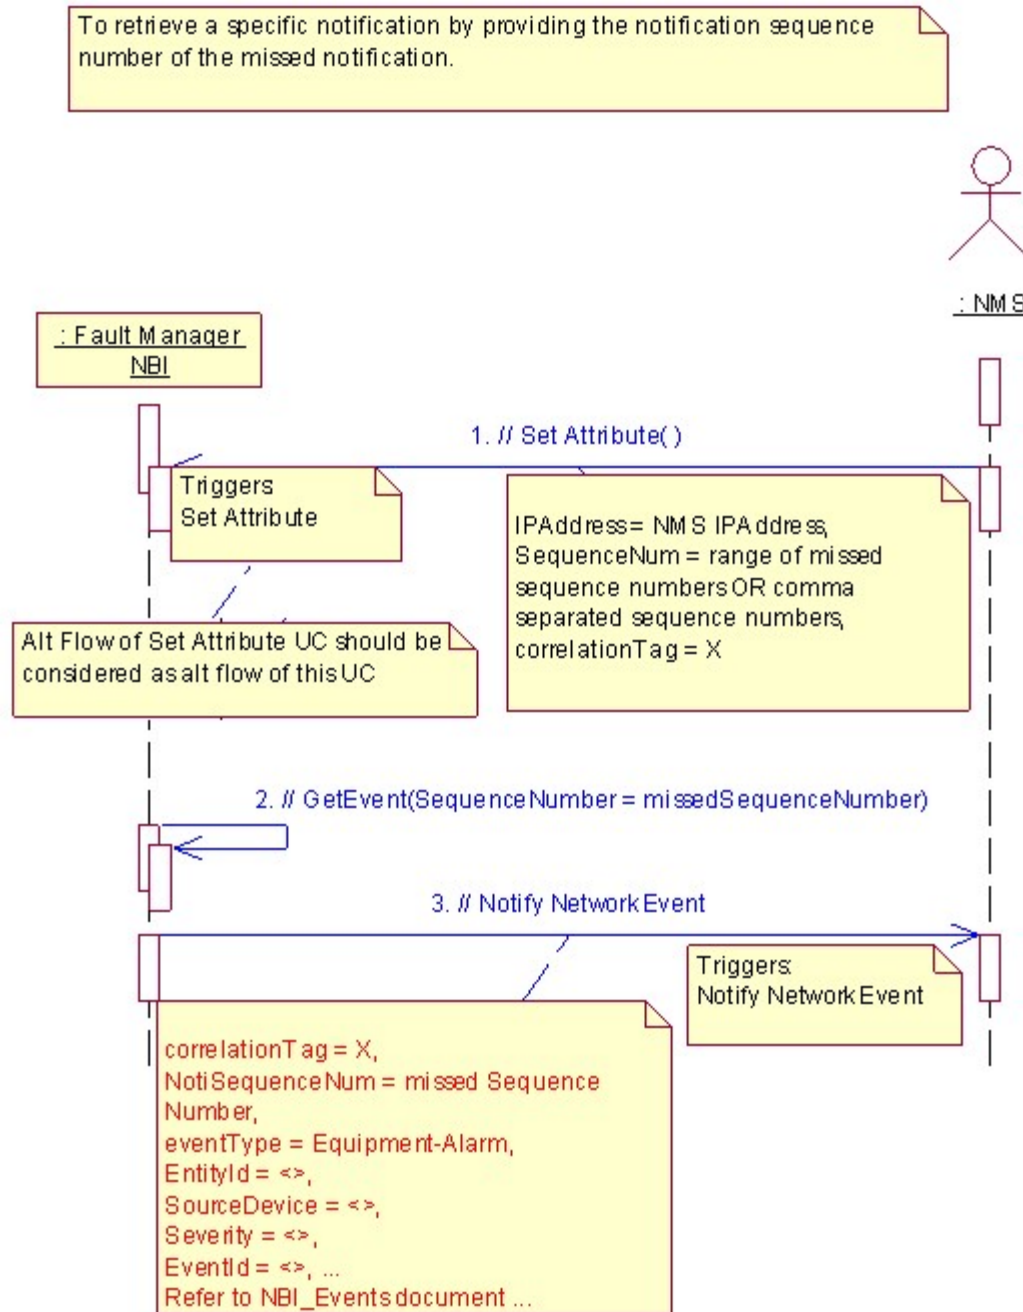 To retrieve a specific notification by providing the notification sequence
number of the missed notification.
: NMS
: Fault Manager
NBI
1. // Set Attribute( )
Triggers
Set Attribute
IPAddress= NMS IPAddress,
SequenceNum = range of missed
sequence numbers OR comma
separated sequence numbers,
correlationTag = X
Alt Flow of Set Attribute UC should be
considered as alt flow of this UC
2. // GetEvent(SequenceNumber = missedSequenceNumber)
3. // Notify NetworkEvent
Triggers:
Notify NetworkEvent
correlationTag = X,
NotiSequenceNum = missed Sequence
Number,
eventType = Equipment-Alarm,
EntityId = <>,
SourceDevice = <>,
Severity = <>,
EventId = <>, ...
Refer to NBI_Events document ...